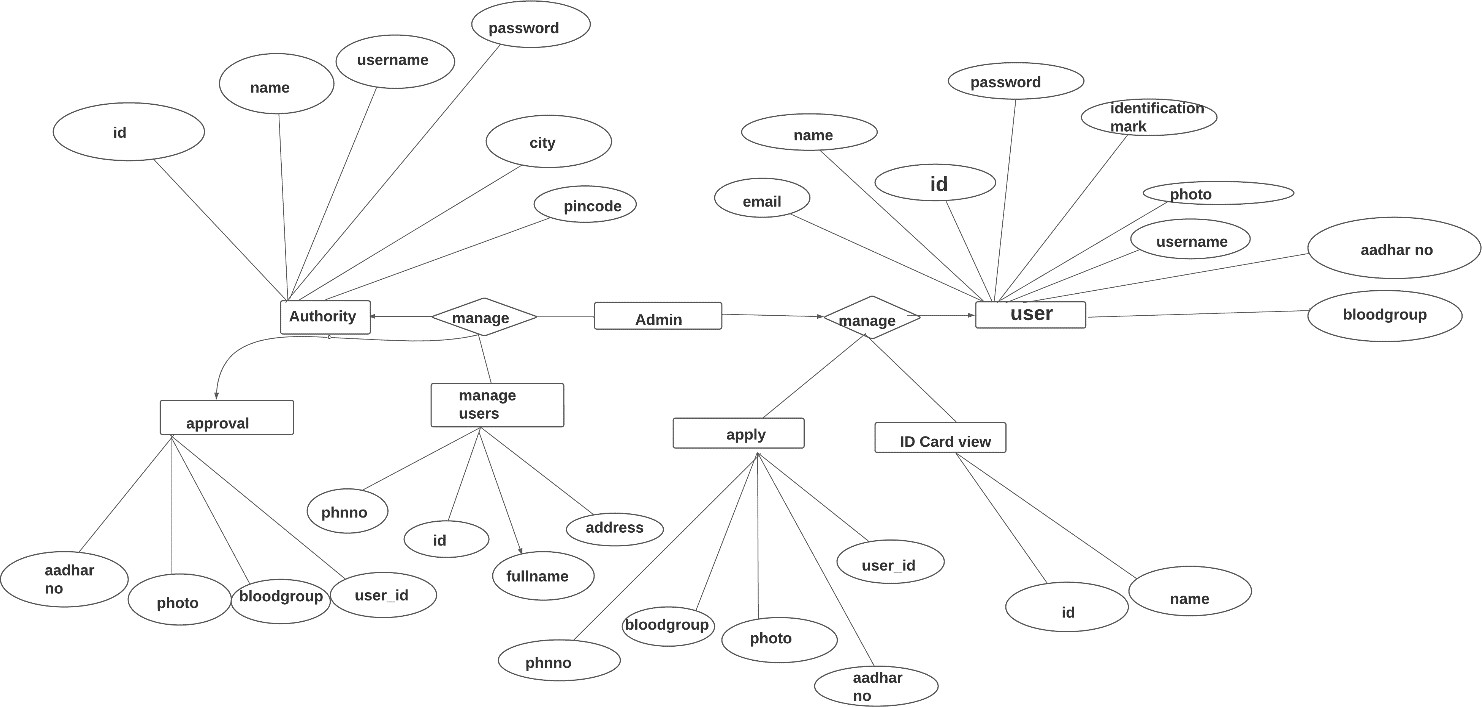 password
username
name
id
city
pincode
password
identification
mark
name
id
email
photo
username
aadhar no
bloodgroup
Authority
manage
Admin
manage
user
approval
manage
users
apply
ID Card view
phnno
id
address
fullname
aadhar
no
photo
bloodgroup
user_id
user_id
bloodgroup
photo
phnno
aadhar
no
id
name